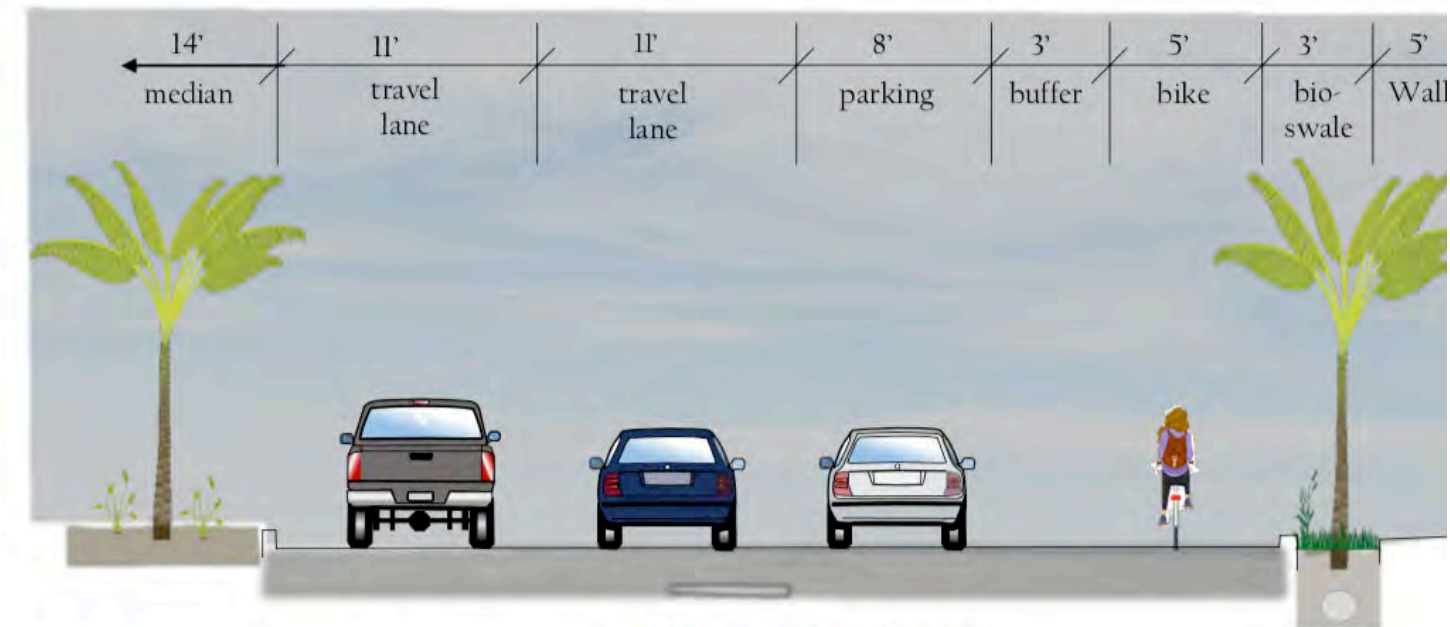 14’ 11’ 11’ 8’ 3’ 5’ 3’ 5’
median travel travel parking buffer bike bio- Wall
lane lane swale